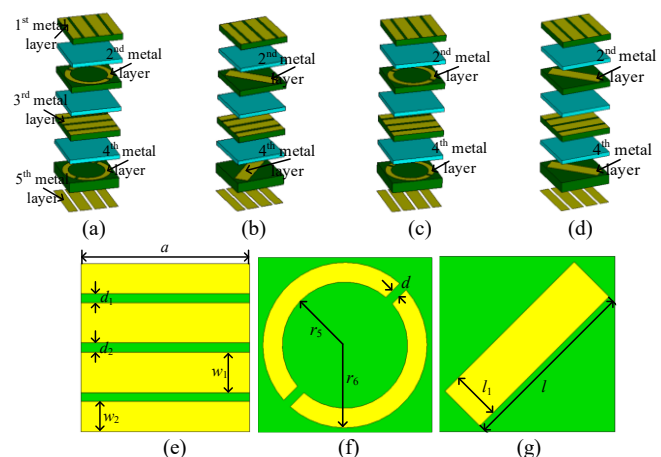 1st metal layer
2nd metal layer
3rd metal layer
4th metal layer
5th metal layer
2nd metal layer
4th metal layer
2nd metal layer
4th metal layer
2nd metal layer
4th metal layer
(a)
(b)
(c)
(d)
a
d1
d2
w1
w2
d
r5
r6
l1
l
(e)
(f)
(g)